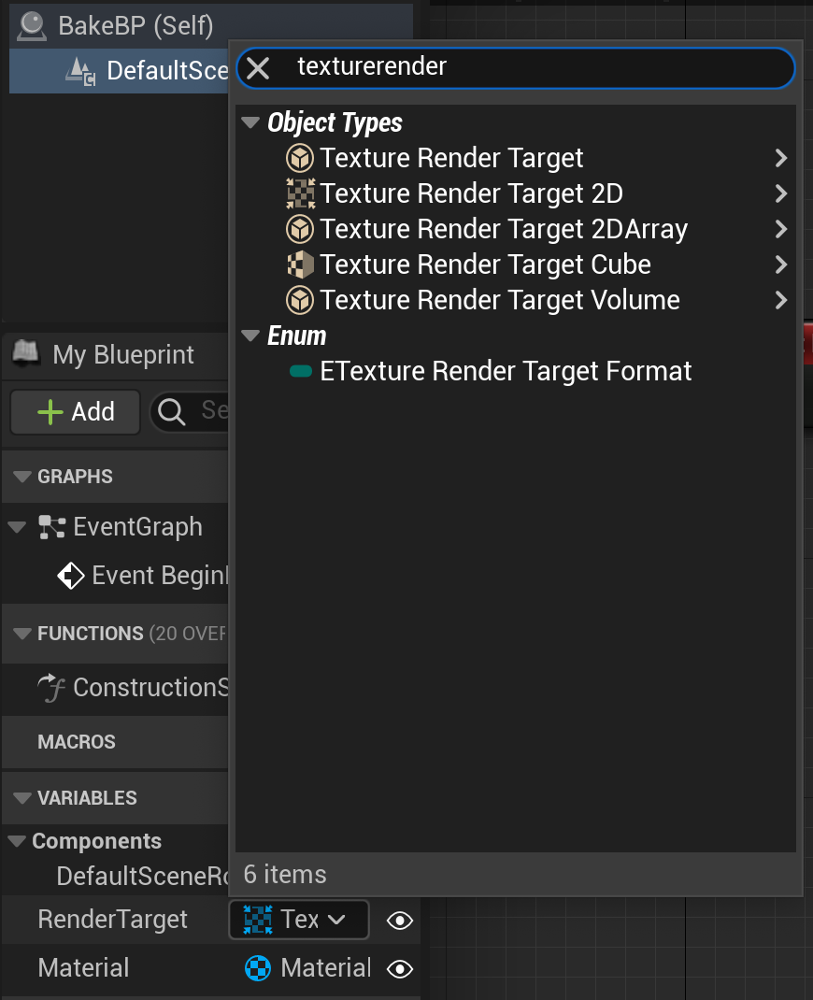 BakeBP (Self)
DefaultSce
texturerender
Object Types
Texture Render Target
Texture Render Target 2D
Texture Render Target 2DArray
Texture Render Target Cube
Texture Render Target Volume
Enum
ETexture Render Target Format
6 items
My Blueprint
Add
Se
GRAPHS
EventGraph
Event Begin
FUNCTIONS (20 OVER
ConstructionS
MACROS
VARIABLES
Components
DefaultSceneRo
RenderTarget Tex
Material Material